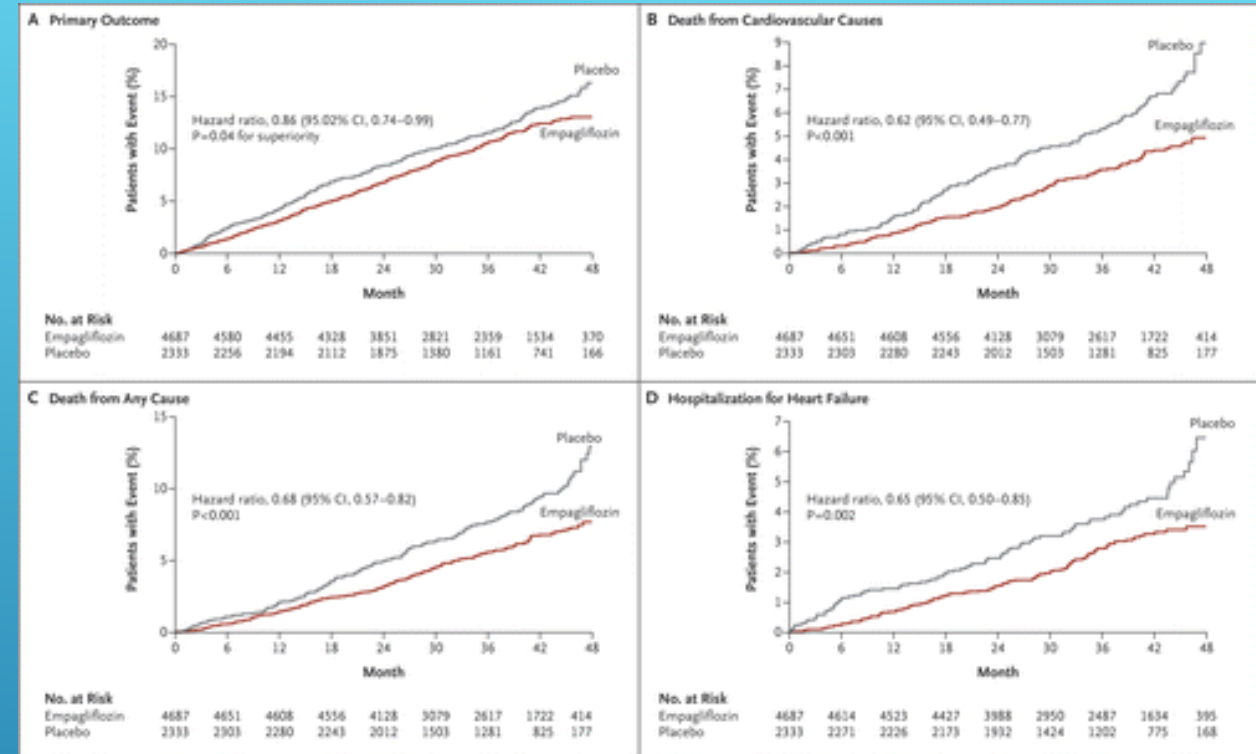 A Primary Outcome
20
15
10
5
0
Patients with Event (%)
Placebo
Hazard ratio, 0.86 (95.02% CI, 0.74–0.99)
P=0.04 for superiority
Empagliflozin
0 6 12 18 24 30 36 42 48
Month
No. at Risk
Empagliflozin 4687 4580 4455 4328 3851 2821 2359 1534 370
Placebo 2333 2256 2194 2112 1875 1380 1161 741 166
B Death from Cardiovascular Causes
9
8
7
6
5
4
3
2
1
0
Patients with Event (%)
Placebo
Hazard ratio, 0.62 (95% CI, 0.49–0.77)
P<0.001
Empagliflozin
0 6 12 18 24 30 36 42 48
Month
No. at Risk
Empagliflozin 4687 4651 4608 4556 4128 3079 2617 1722 414
Placebo 2333 2303 2280 2243 2012 1503 1281 825 177
C Death from Any Cause
15
10
5
0
Patients with Event (%)
Placebo
Hazard ratio, 0.68 (95% CI, 0.57–0.82)
P<0.001
Empagliflozin
0 6 12 18 24 30 36 42 48
Month
No. at Risk
Empagliflozin 4687 4651 4608 4556 4128 3079 2617 1722 414
Placebo 2333 2303 2280 2243 2012 1503 1281 825 177
D Hospitalization for Heart Failure
7
6
5
4
3
2
1
0
Patients with Event (%)
Placebo
Hazard ratio, 0.65 (95% CI, 0.50–0.85)
P=0.002
Empagliflozin
0 6 12 18 24 30 36 42 48
Month
No. at Risk
Empagliflozin 4687 4614 4523 4427 3988 2950 2487 1634 395
Placebo 2333 2271 2226 2173 1932 1424 1202 775 168